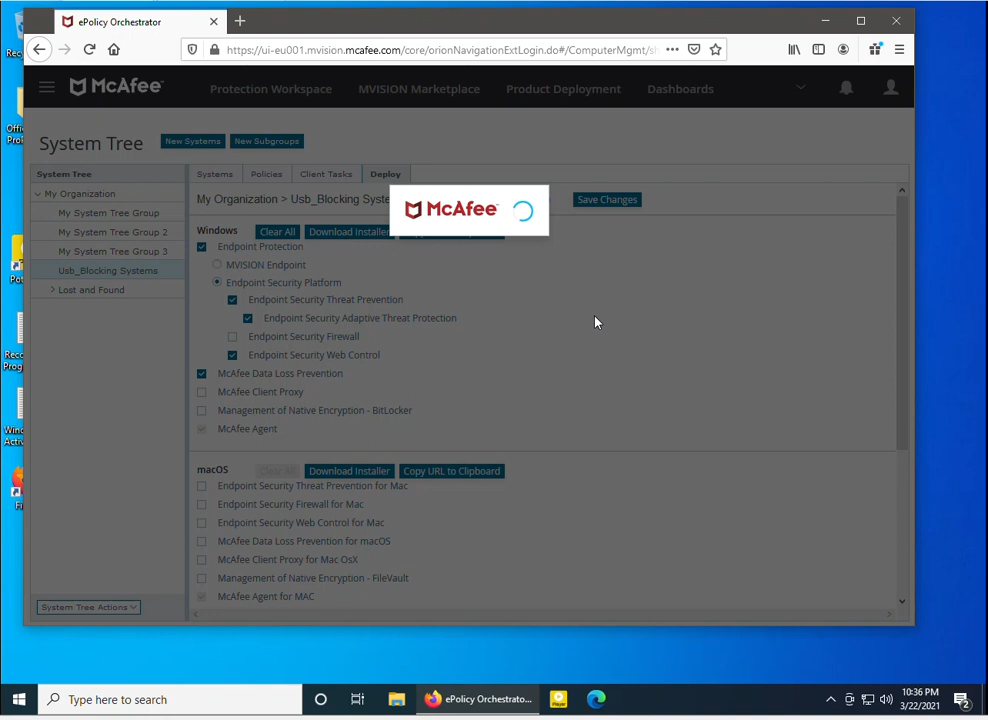 ePolicy Orchestrator
https://ui-eu001.mvision.mcafee.com/core/orionNavigationExtLogin.do#/ComputerMgmt/s
McAfee
Protection Workspace
MVISION Marketplace
Product Deployment
Dashboards
System Tree
New Systems
New Subgroups
System Tree
Systems
Policies
Client Tasks
Deploy
My Organization
My System Tree Group
My System Tree Group 2
My System Tree Group 3
Usb_Blocking Systems
Lost and Found
System Tree Actions
My Organization > Usb_Blocking Syste
Save Changes
McAfee
Windows
Clear All
Download Installer
Endpoint Protection
MVISION Endpoint
Endpoint Security Platform
Endpoint Security Threat Prevention
Endpoint Security Adaptive Threat Protection
Endpoint Security Firewall
Endpoint Security Web Control
McAfee Data Loss Prevention
McAfee Client Proxy
Management of Native Encryption - BitLocker
McAfee Agent
macOS
Clear All
Download Installer
Copy URL to Clipboard
Endpoint Security Threat Prevention for Mac
Endpoint Security Firewall for Mac
Endpoint Security Web Control for Mac
McAfee Data Loss Prevention for macOS
McAfee Client Proxy for Mac OsX
Management of Native Encryption - FileVault
McAfee Agent for MAC
Type here to search
ePolicy Orchestrato...
10:36 PM
3/22/2021
2